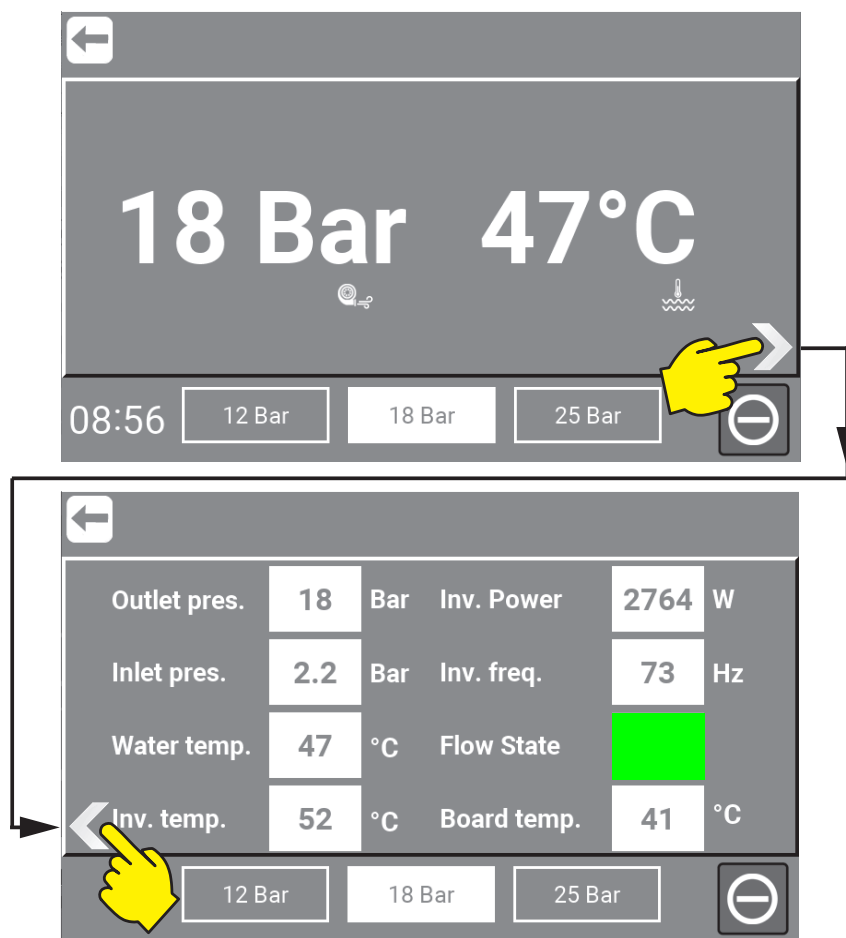 18 Bar 47°C
08:56 12 Bar 18 Bar 25 Bar
Outlet pres. 18 Bar Inv. Power 2764 W
Inlet pres. 2.2 Bar Inv. freq. 73 Hz
Water temp. 47 °C Flow State
Inv. temp. 52 °C Board temp. 41 °C
12 Bar 18 Bar 25 Bar